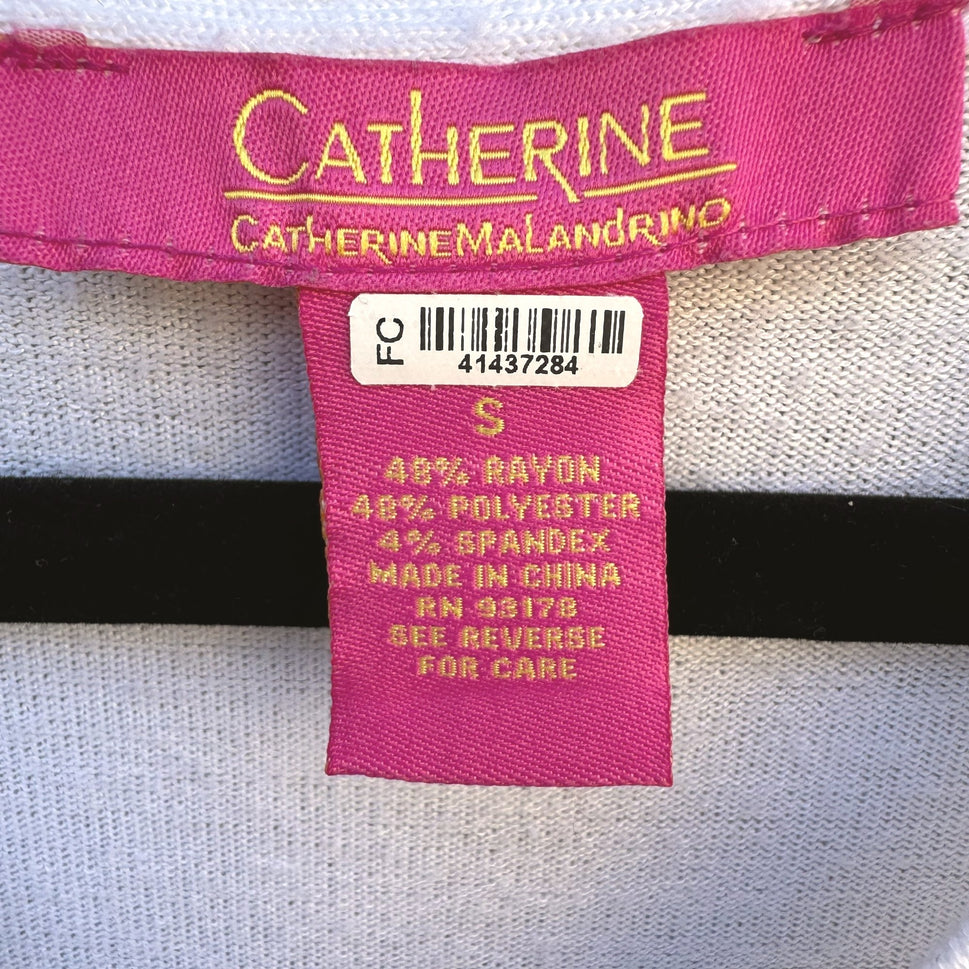 CATHERINE
CATHERINE MALANDRINO
FC
41437284
S
48% RAYON
48% POLYESTER
4% SPANDEX
MADE IN CHINA
RN 93178
SEE REVERSE
FOR CARE